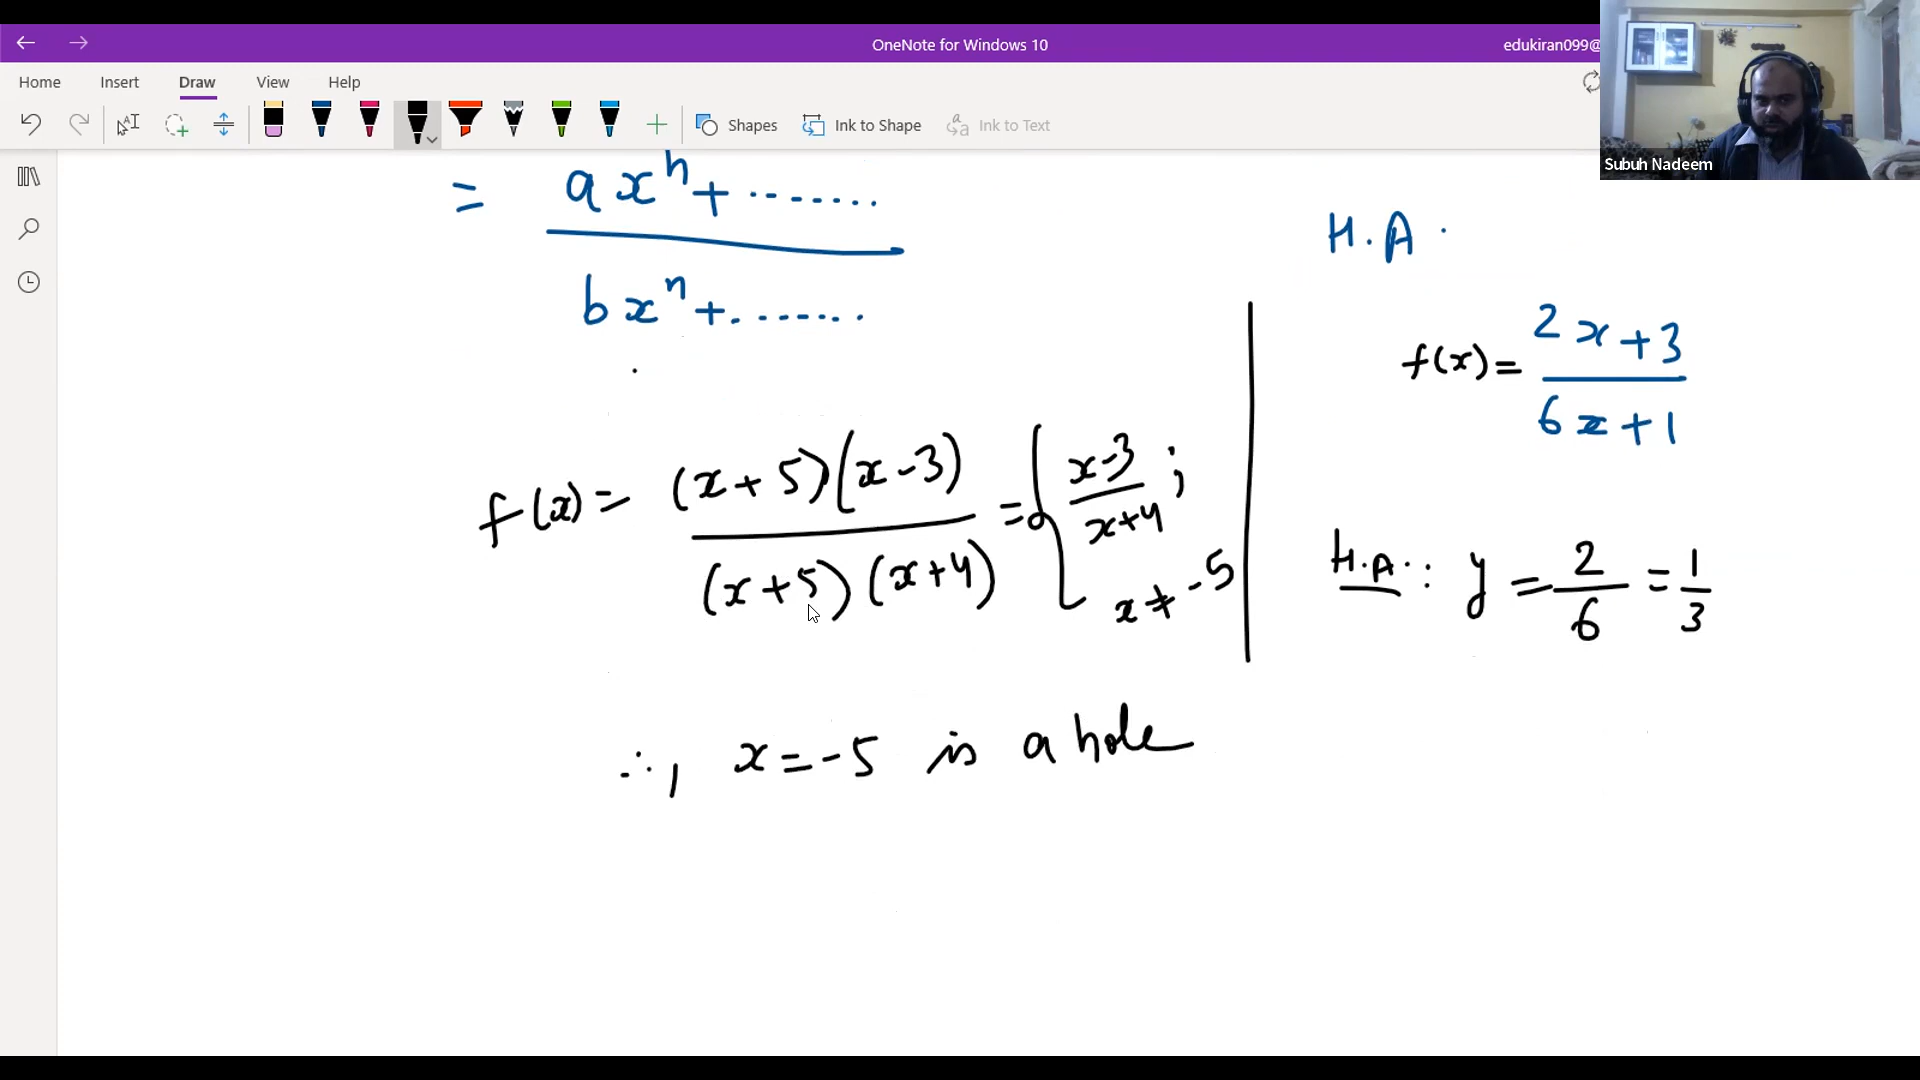 OneNote for Windows 10
edukiran099@
Home Insert Draw View Help
Shapes Ink to Shape Ink to Text
Subuh Nadeem
= ax^n + ........
bx^n + ........
f(x) = (x+5)(x-3) / (x+5)(x+4) = { x-3 / x+4 ;
x ≠ -5
∴, x = -5 is a hole
H.A.
f(x) = 2x+3 / 6x+1
H.A.: y = 2/6 = 1/3